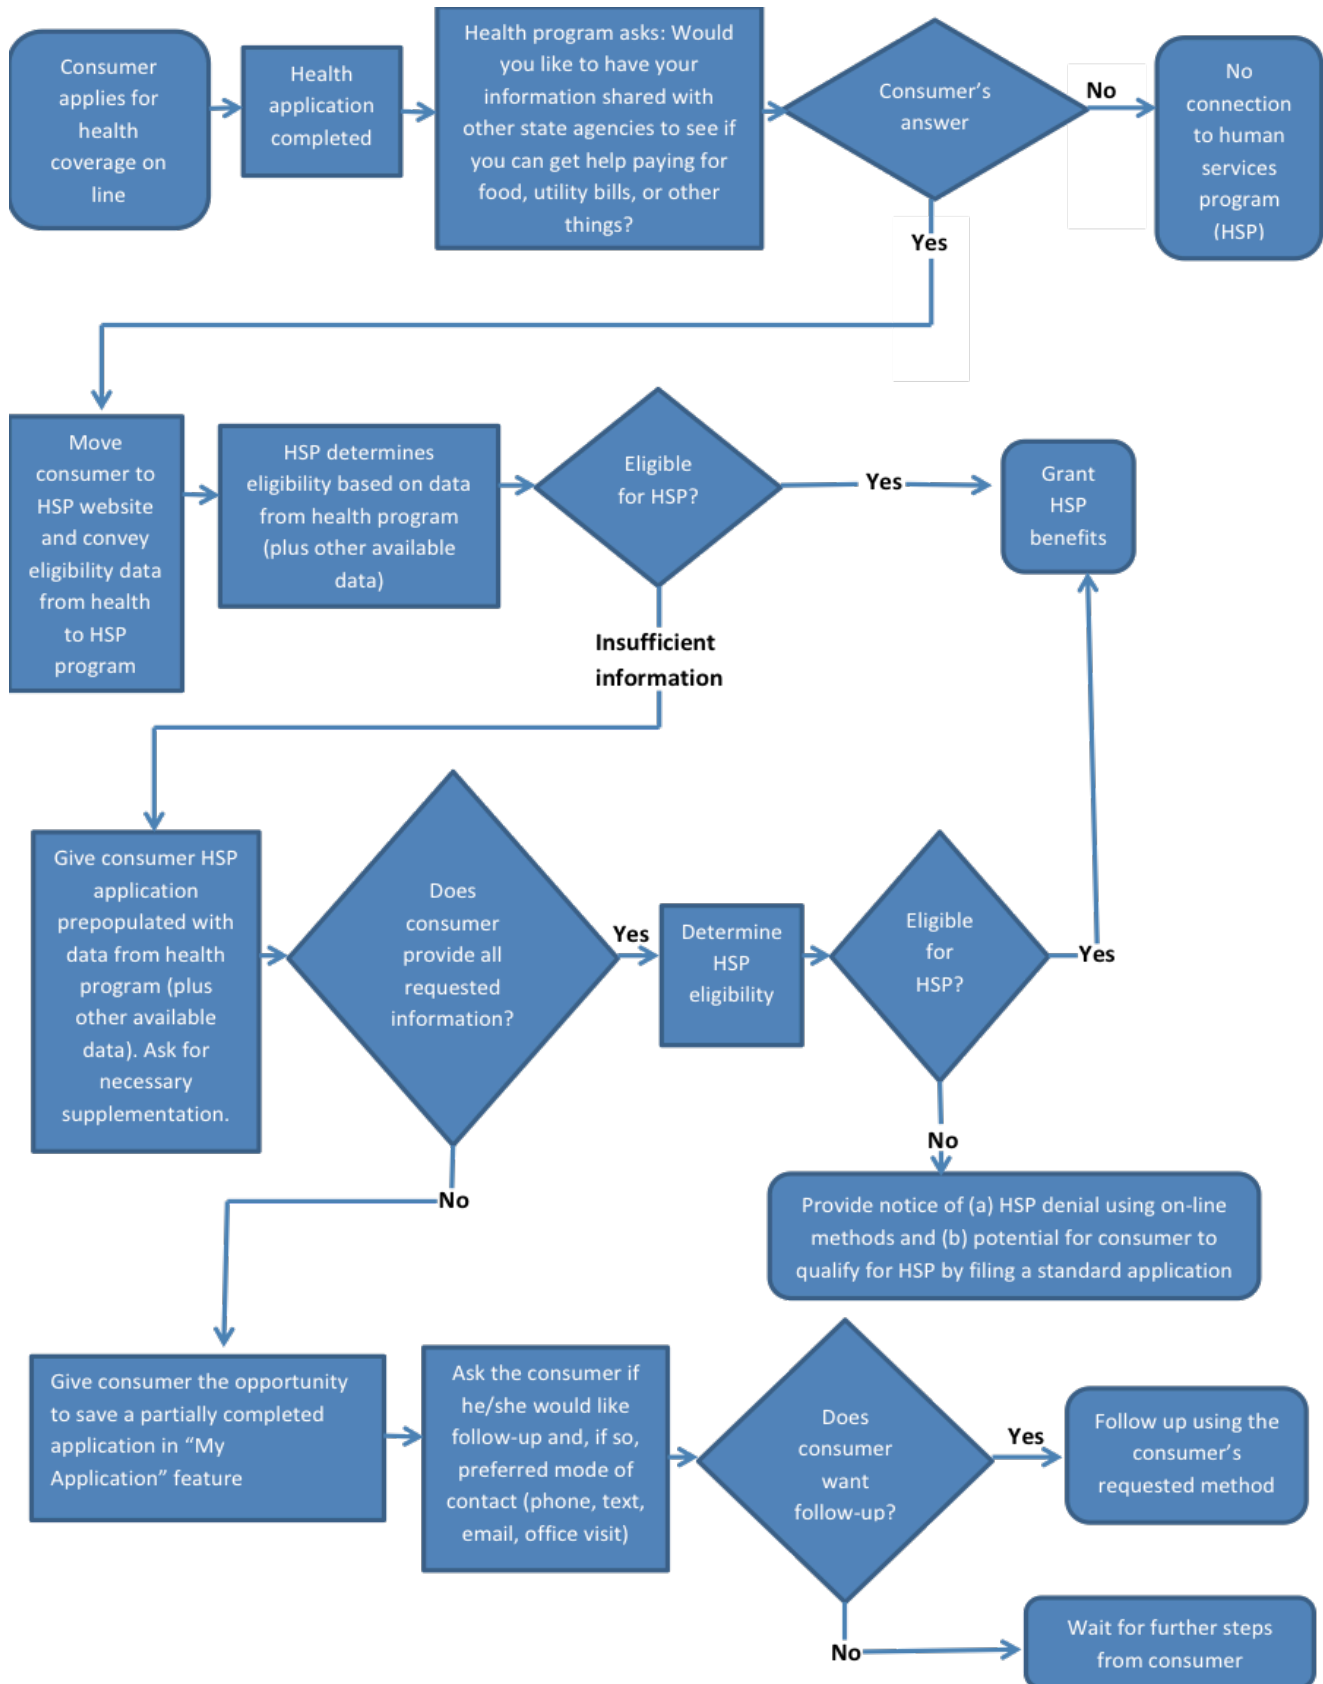 Consumer
applies for
health
coverage on
line
Health
application
completed
Health program asks: Would
you like to have your
information shared with
other state agencies to see if
you can get help paying for
food, utility bills, or other
things?
Consumer's
answer
No
No
connection
to human
services
program
(HSP)
Yes
Move
consumer to
HSP website
and convey
eligibility data
from health
to HSP
program
HSP determines
eligibility based on data
from health program
(plus other available
data)
Eligible
for HSP?
Yes
Grant
HSP
benefits
Insufficient
information
Give consumer HSP
application
prepopulated with
data from health
program (plus
other available
data). Ask for
necessary
supplementation.
Does
consumer
provide all
requested
information?
Yes
Determine
HSP
eligibility
Eligible
for
HSP?
Yes
No
No
Provide notice of (a) HSP denial using on-line
methods and (b) potential for consumer to
qualify for HSP by filing a standard application
Give consumer the opportunity
to save a partially completed
application in “My
Application” feature
Ask the consumer if
he/she would like
follow-up and, if so,
preferred mode of
contact (phone, text,
email, office visit)
Does
consumer
want
follow-up?
Yes
Follow up using the
consumer’s
requested method
No
Wait for further steps
from consumer